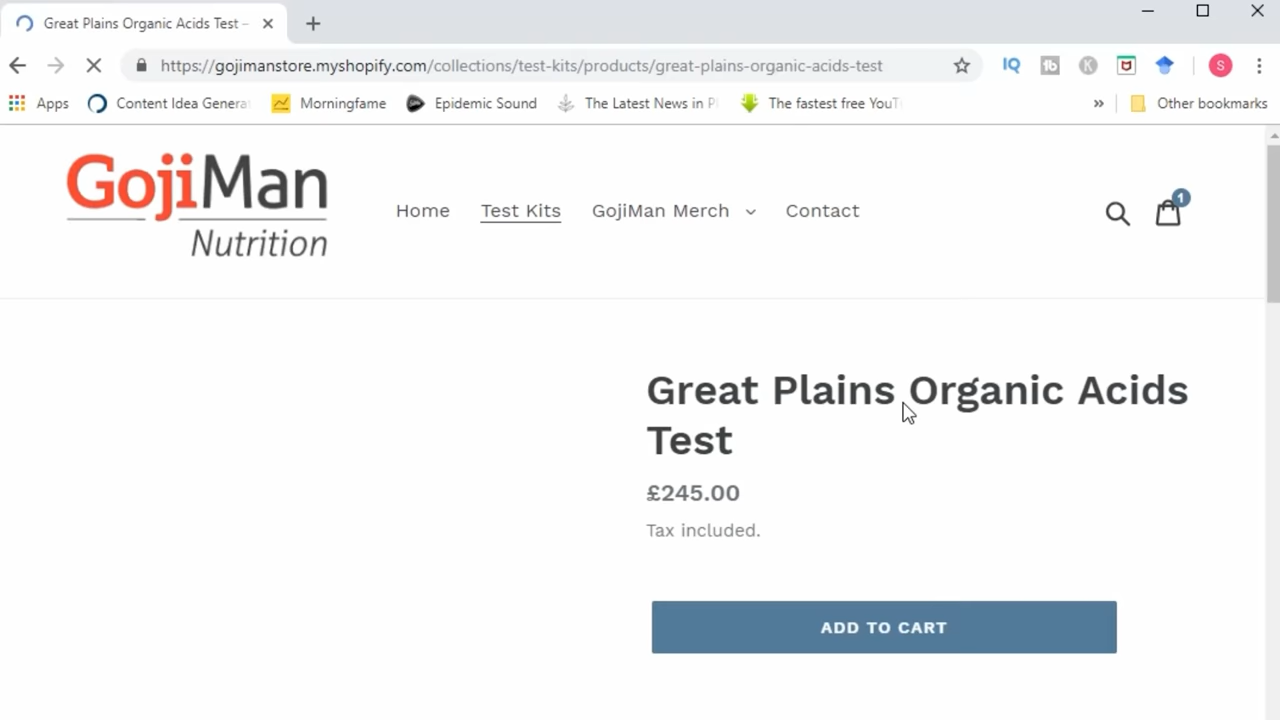 Great Plains Organic Acids Test –
https://gojimanstore.myshopify.com/collections/test-kits/products/great-plains-organic-acids-test
IQ
tb
K
S
Apps
Content Idea Genera
Morningfame
Epidemic Sound
The Latest News in P
The fastest free YouT
»
Other bookmarks
GojiMan
Nutrition
Home
Test Kits
GojiMan Merch
Contact
1
Great Plains Organic Acids
Test
£245.00
Tax included.
ADD TO CART